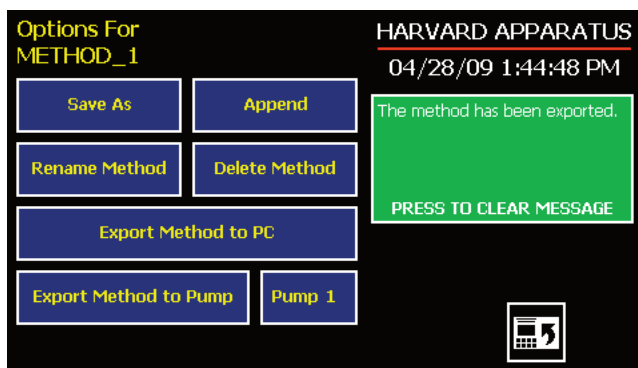 Options For
METHOD_1
Save As
Append
Rename Method
Delete Method
Export Method to PC
Export Method to Pump
Pump 1
HARVARD APPARATUS
04/28/09 1:44:48 PM
The method has been exported.
PRESS TO CLEAR MESSAGE